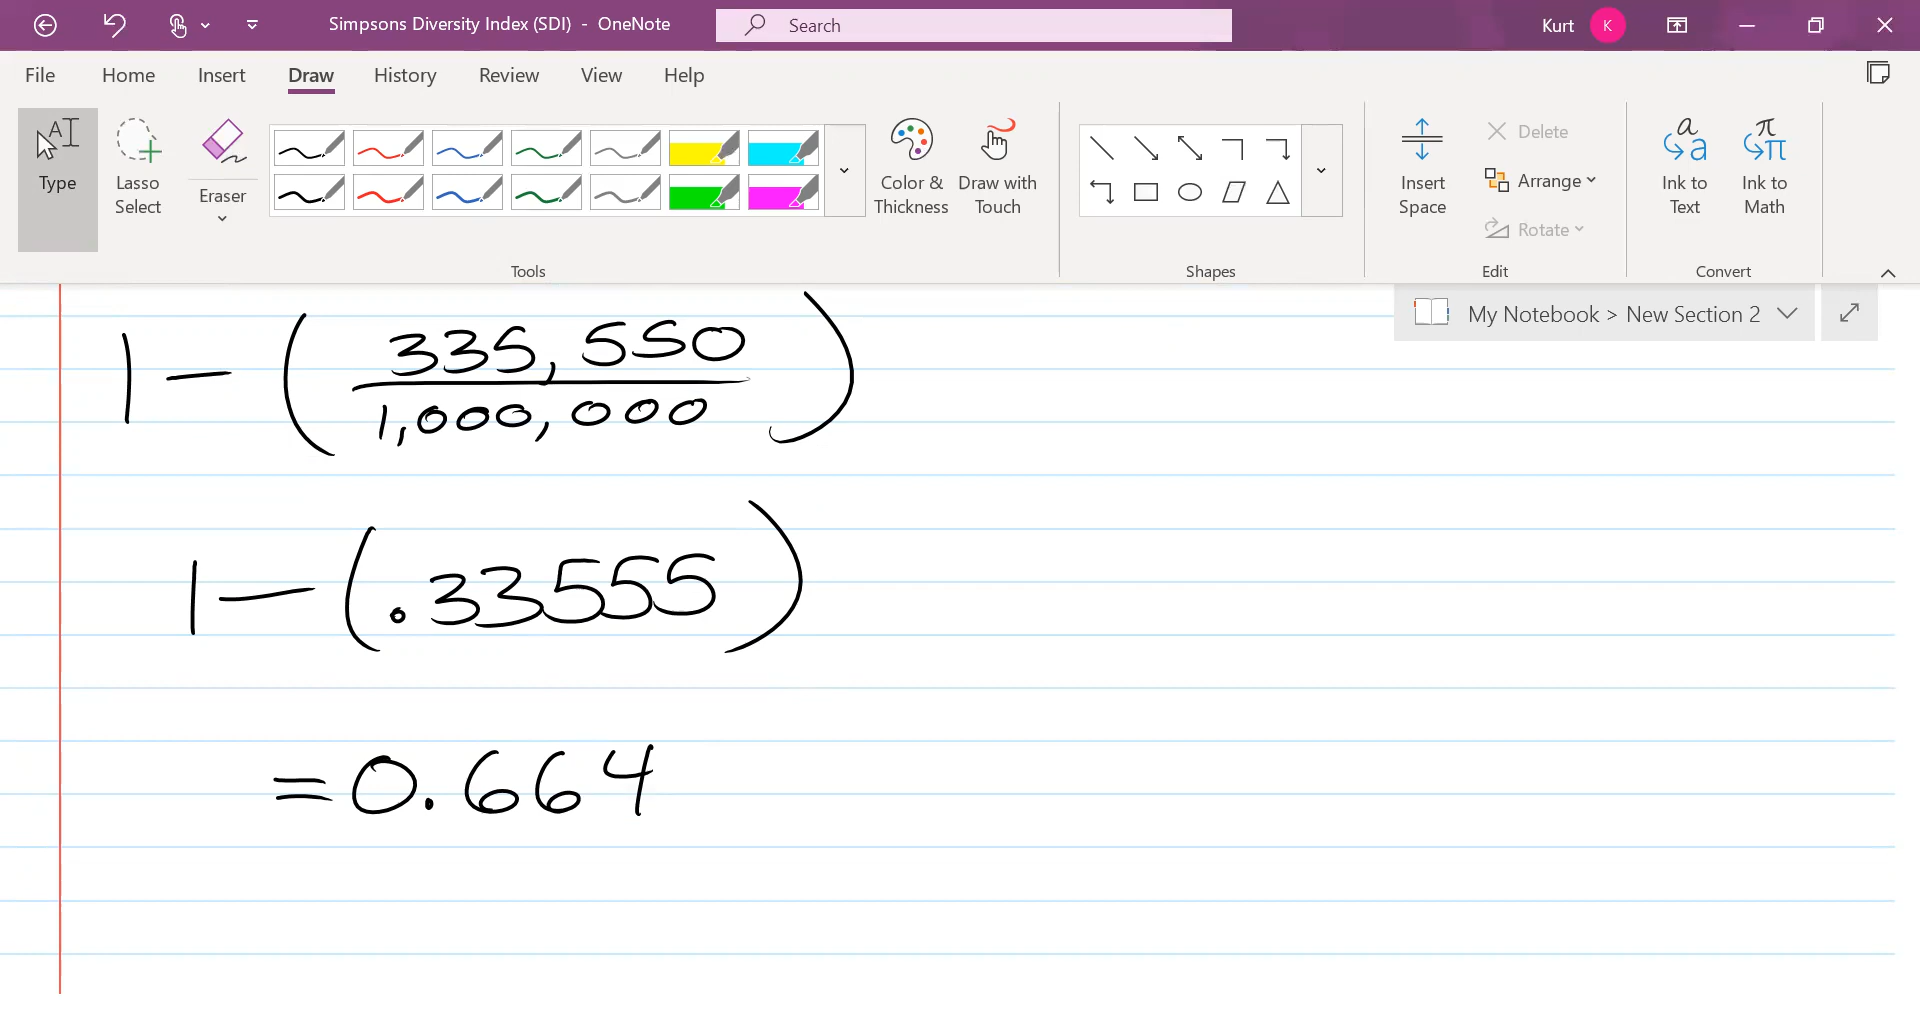 Simpsons Diversity Index (SDI) - OneNote
Search
Kurt K
File Home Insert Draw History Review View Help
Type
Lasso Select
Eraser
Color & Thickness
Draw with Touch
Insert Space
Delete
Arrange
Rotate
Ink to Text
Ink to Math
Tools Shapes Edit Convert
My Notebook > New Section 2
1 - ( 335,550 / 1,000,000 )
1 - ( .33555 )
= 0.664